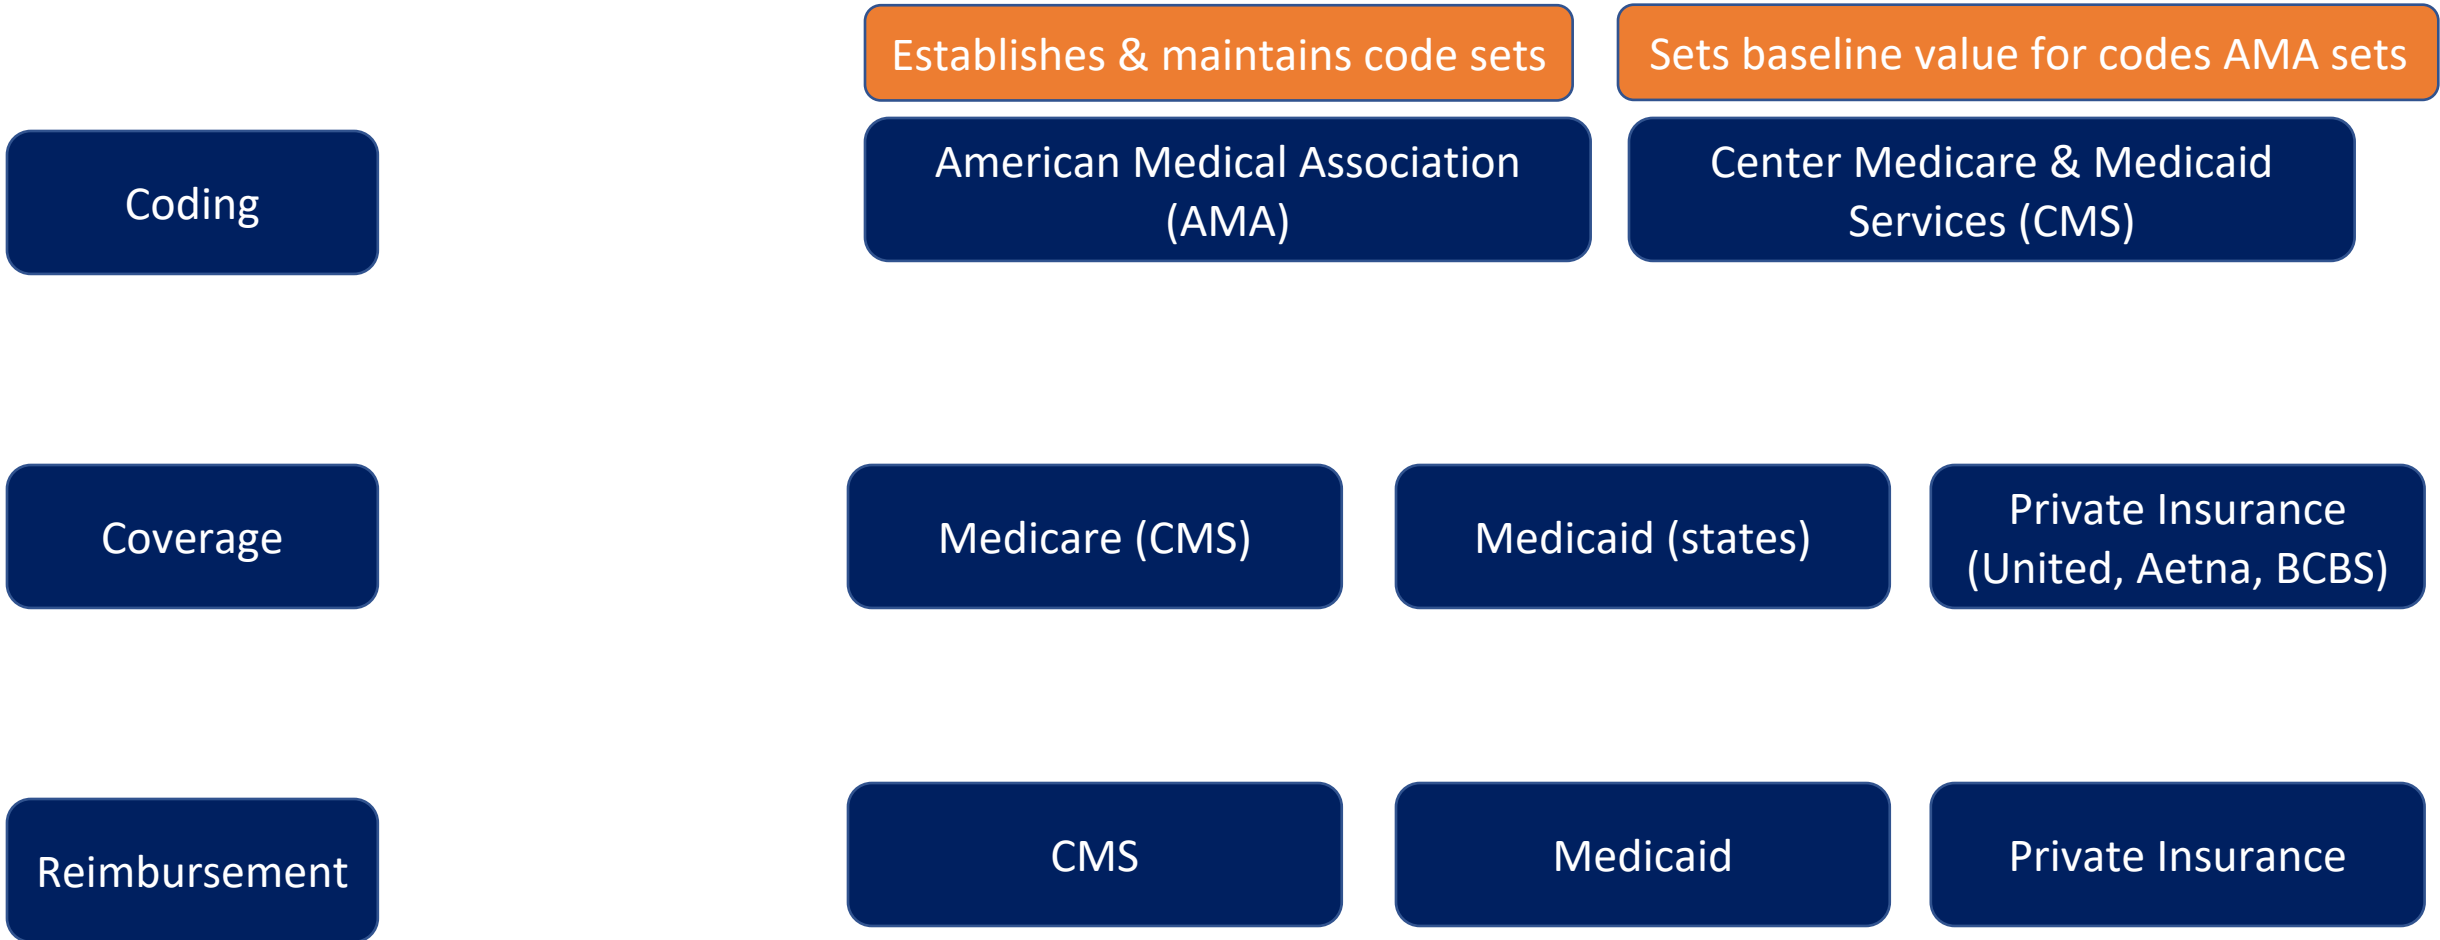 Establishes & maintains code sets
Sets baseline value for codes AMA sets
Coding
American Medical Association
(AMA)
Center Medicare & Medicaid
Services (CMS)
Coverage
Medicare (CMS)
Medicaid (states)
Private Insurance
(United, Aetna, BCBS)
Reimbursement
CMS
Medicaid
Private Insurance